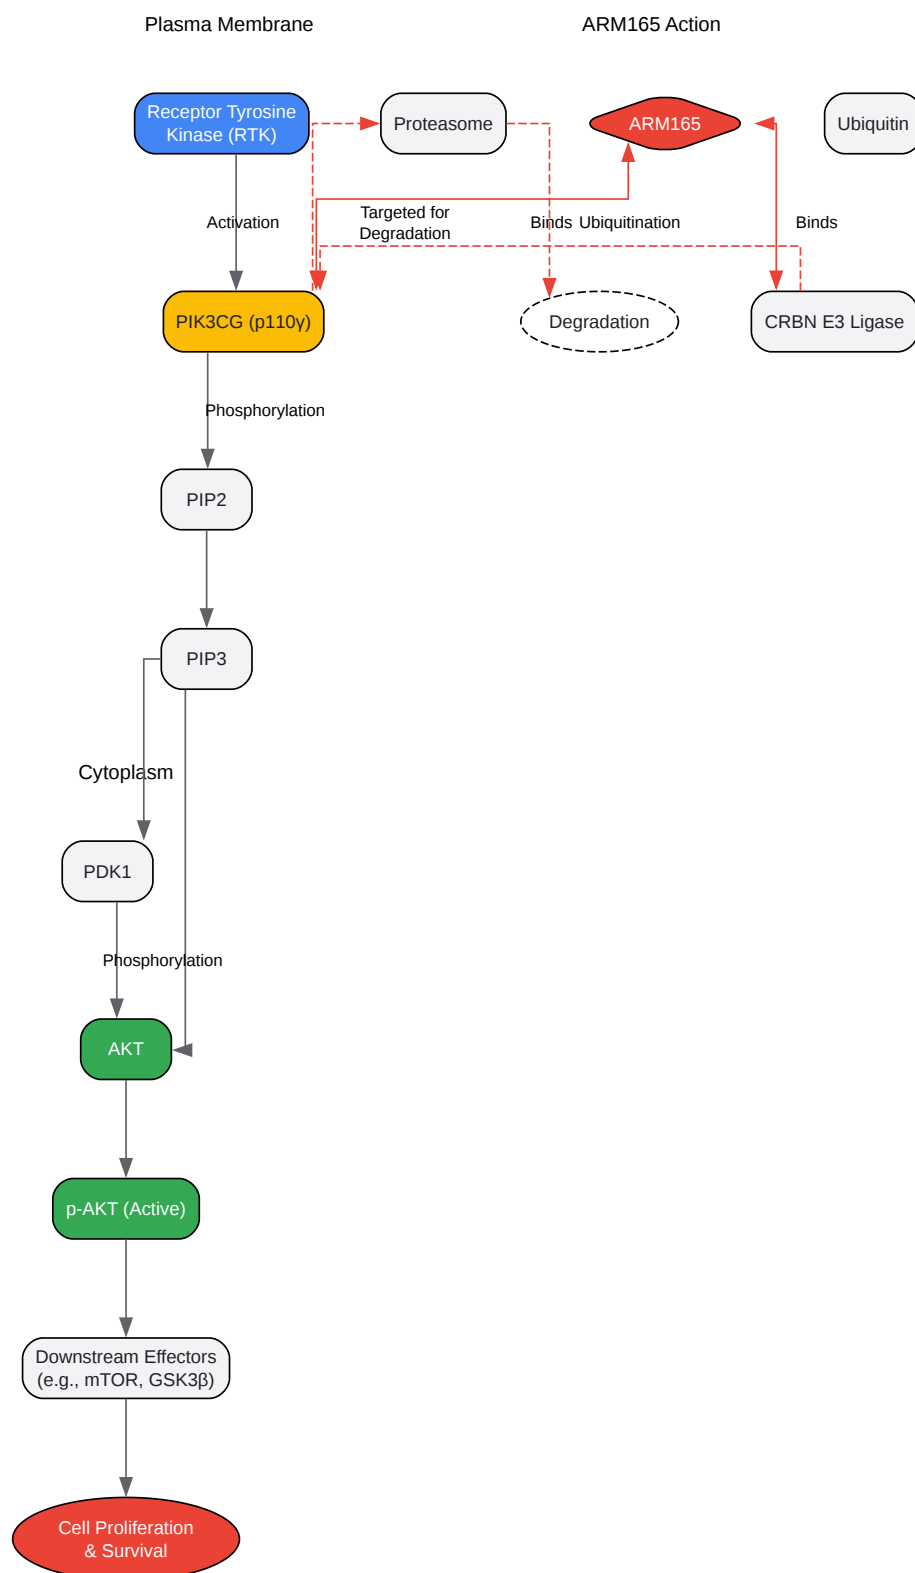 Plasma Membrane
ARM165 Action
Receptor Tyrosine
Kinase (RTK)
Proteasome
ARM165
Ubiquitin
Activation
Targeted for
Degradation
Binds
Ubiquitination
Binds
PIK3CG (p110γ)
Degradation
CRBN E3 Ligase
Phosphorylation
PIP2
PIP3
Cytoplasm
PDK1
Phosphorylation
AKT
p-AKT (Active)
Downstream Effectors
(e.g., mTOR, GSK3β)
Cell Proliferation
& Survival